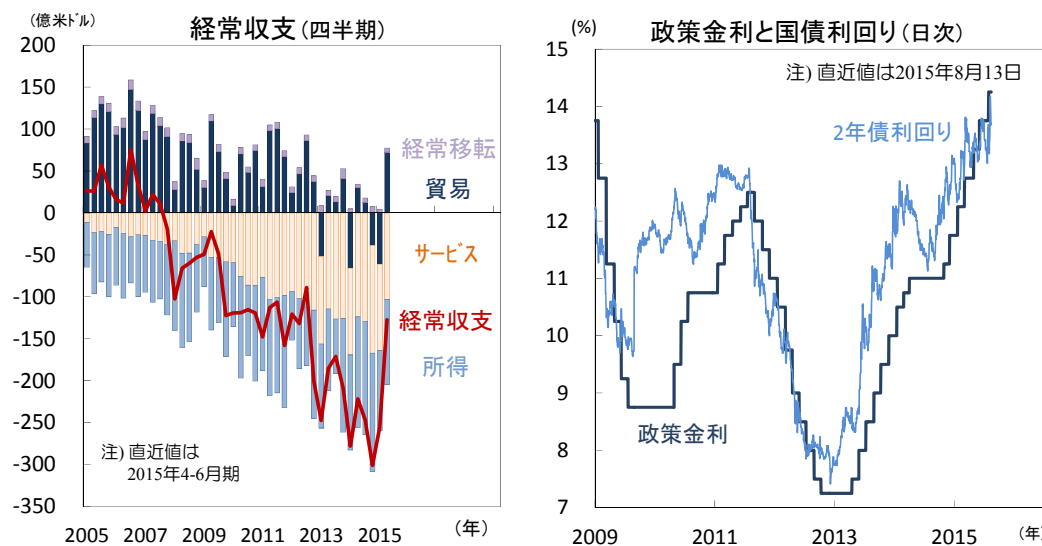 経常収支（四半期）
(億米ﾄﾞﾙ)
200
150
100
50
0
-50
-100
-150
-200
-250
-300
-350
経常移転
貿易
サービス
経常収支
所得
注) 直近値は
2015年4-6月期
2005 2007 2009 2011 2013 2015
(年)
政策金利と国債利回り（日次）
(%)
注) 直近値は2015年8月13日
15
14
13
12
11
10
9
8
7
2年債利回り
政策金利
2009 2011 2013 2015
(年)